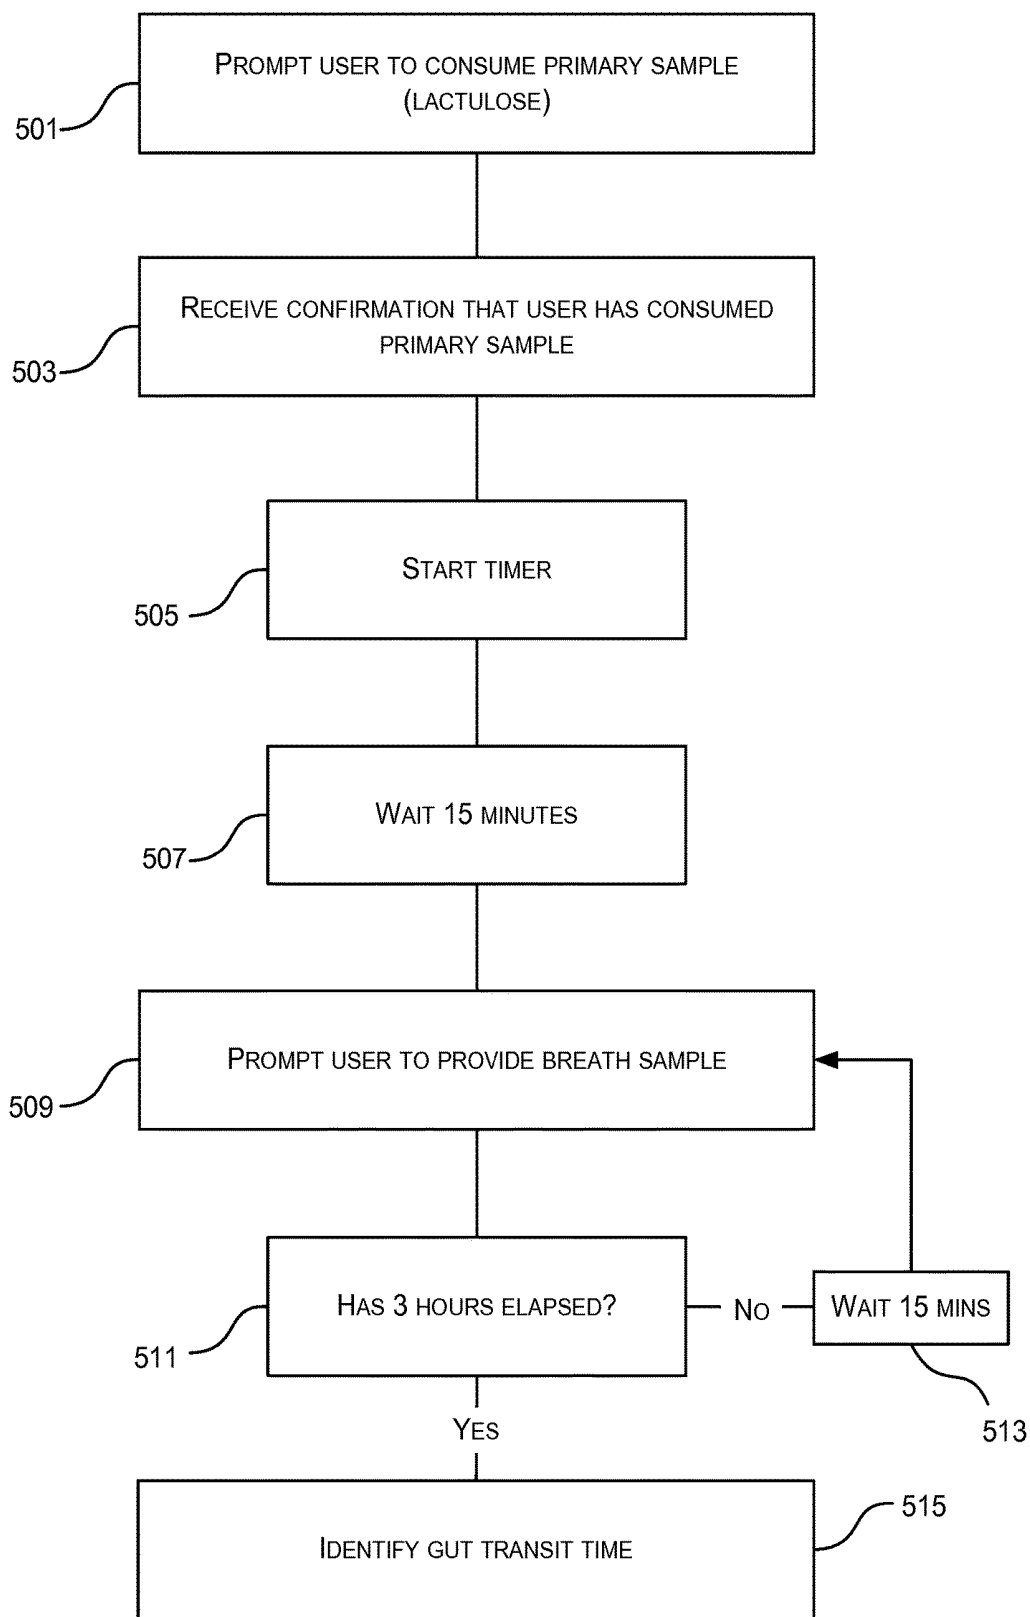 PROMPT USER TO CONSUME PRIMARY SAMPLE
(LACTULOSE)
501
RECEIVE CONFIRMATION THAT USER HAS CONSUMED
PRIMARY SAMPLE
503
START TIMER
505
WAIT 15 MINUTES
507
PROMPT USER TO PROVIDE BREATH SAMPLE
509
HAS 3 HOURS ELAPSED?
NO
WAIT 15 MINS
511
513
YES
515
IDENTIFY GUT TRANSIT TIME